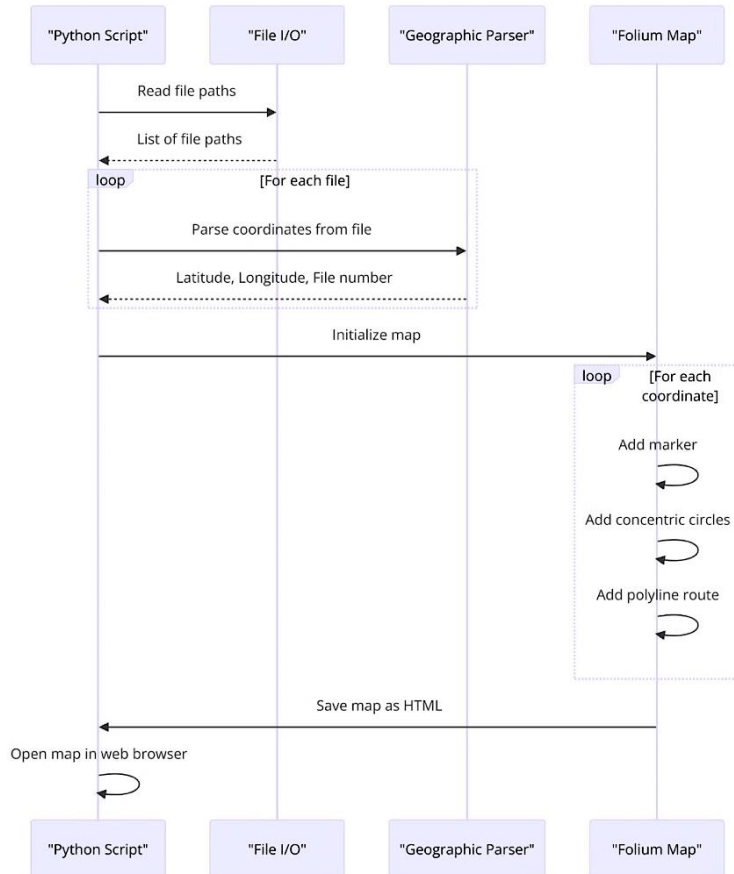 "Python Script" "File I/O" "Geographic Parser" "Folium Map"
Read file paths
List of file paths
loop [For each file]
Parse coordinates from file
Latitude, Longitude, File number
Initialize map
loop [For each
coordinate]
Add marker
Add concentric circles
Add polyline route
Save map as HTML
Open map in web browser
"Python Script" "File I/O" "Geographic Parser" "Folium Map"